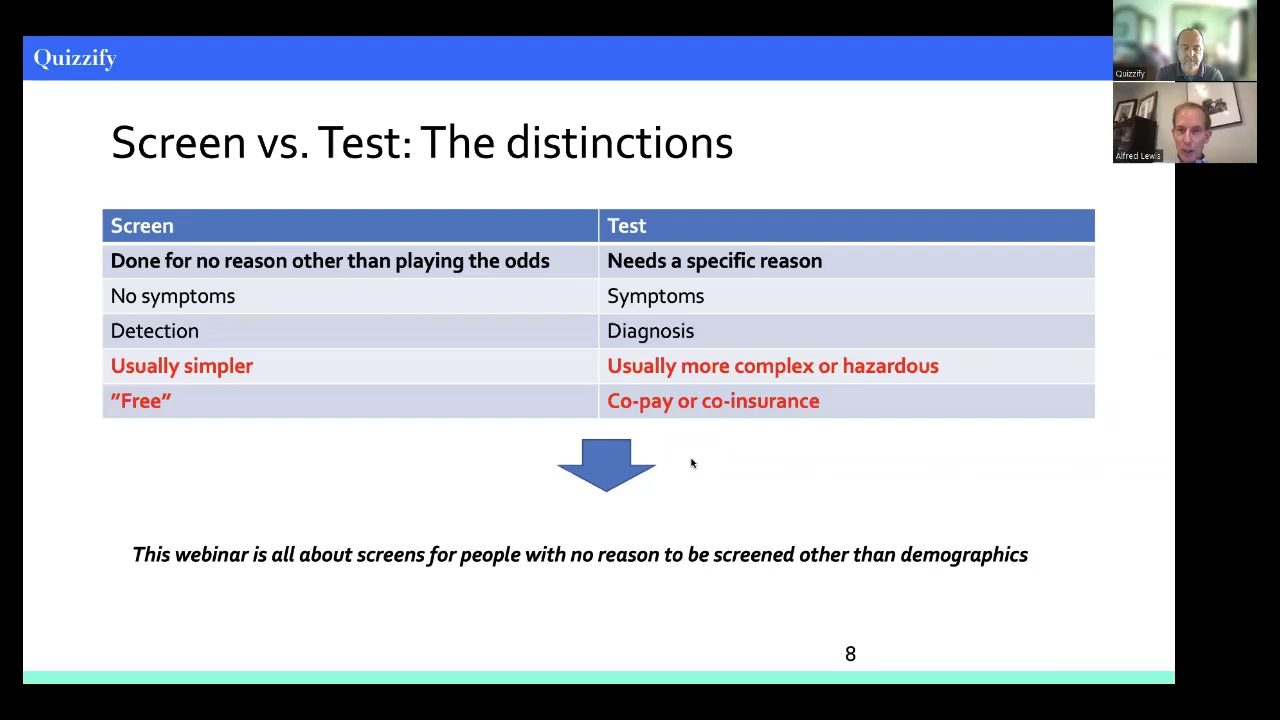 Quizzify
Screen vs. Test: The distinctions
Screen Test
Done for no reason other than playing the odds Needs a specific reason
No symptoms Symptoms
Detection Diagnosis
Usually simpler Usually more complex or hazardous
”Free” Co-pay or co-insurance
This webinar is all about screens for people with no reason to be screened other than demographics
8
Quizzify
Alfred Lewis